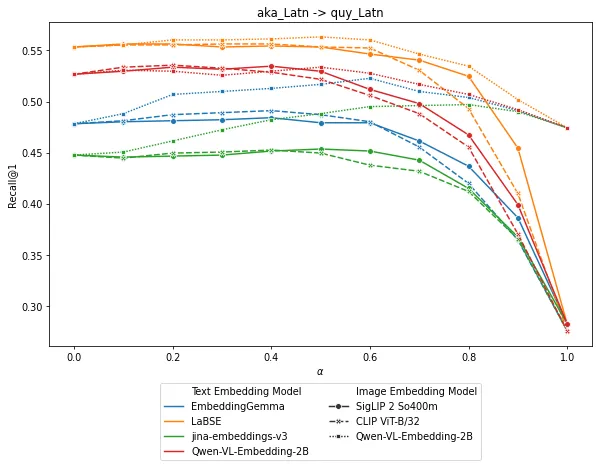 aka_Latn -> quy_Latn
Recall@1
0.55
0.50
0.45
0.40
0.35
0.30
0.0 0.2 0.4 0.6 0.8 1.0
α
Text Embedding Model Image Embedding Model
EmbeddingGemma SigLIP 2 So400m
LaBSE CLIP ViT-B/32
jina-embeddings-v3 Qwen-VL-Embedding-2B
Qwen-VL-Embedding-2B